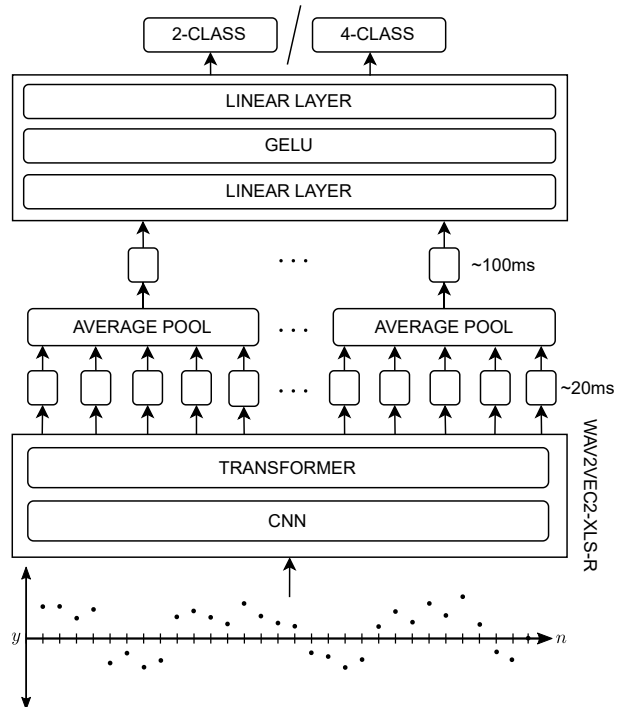 2-CLASS / 4-CLASS
LINEAR LAYER
GELU
LINEAR LAYER
... ~100ms
AVERAGE POOL ... AVERAGE POOL
... ~20ms
WAV2VEC2-XLS-R
TRANSFORMER
CNN
y n